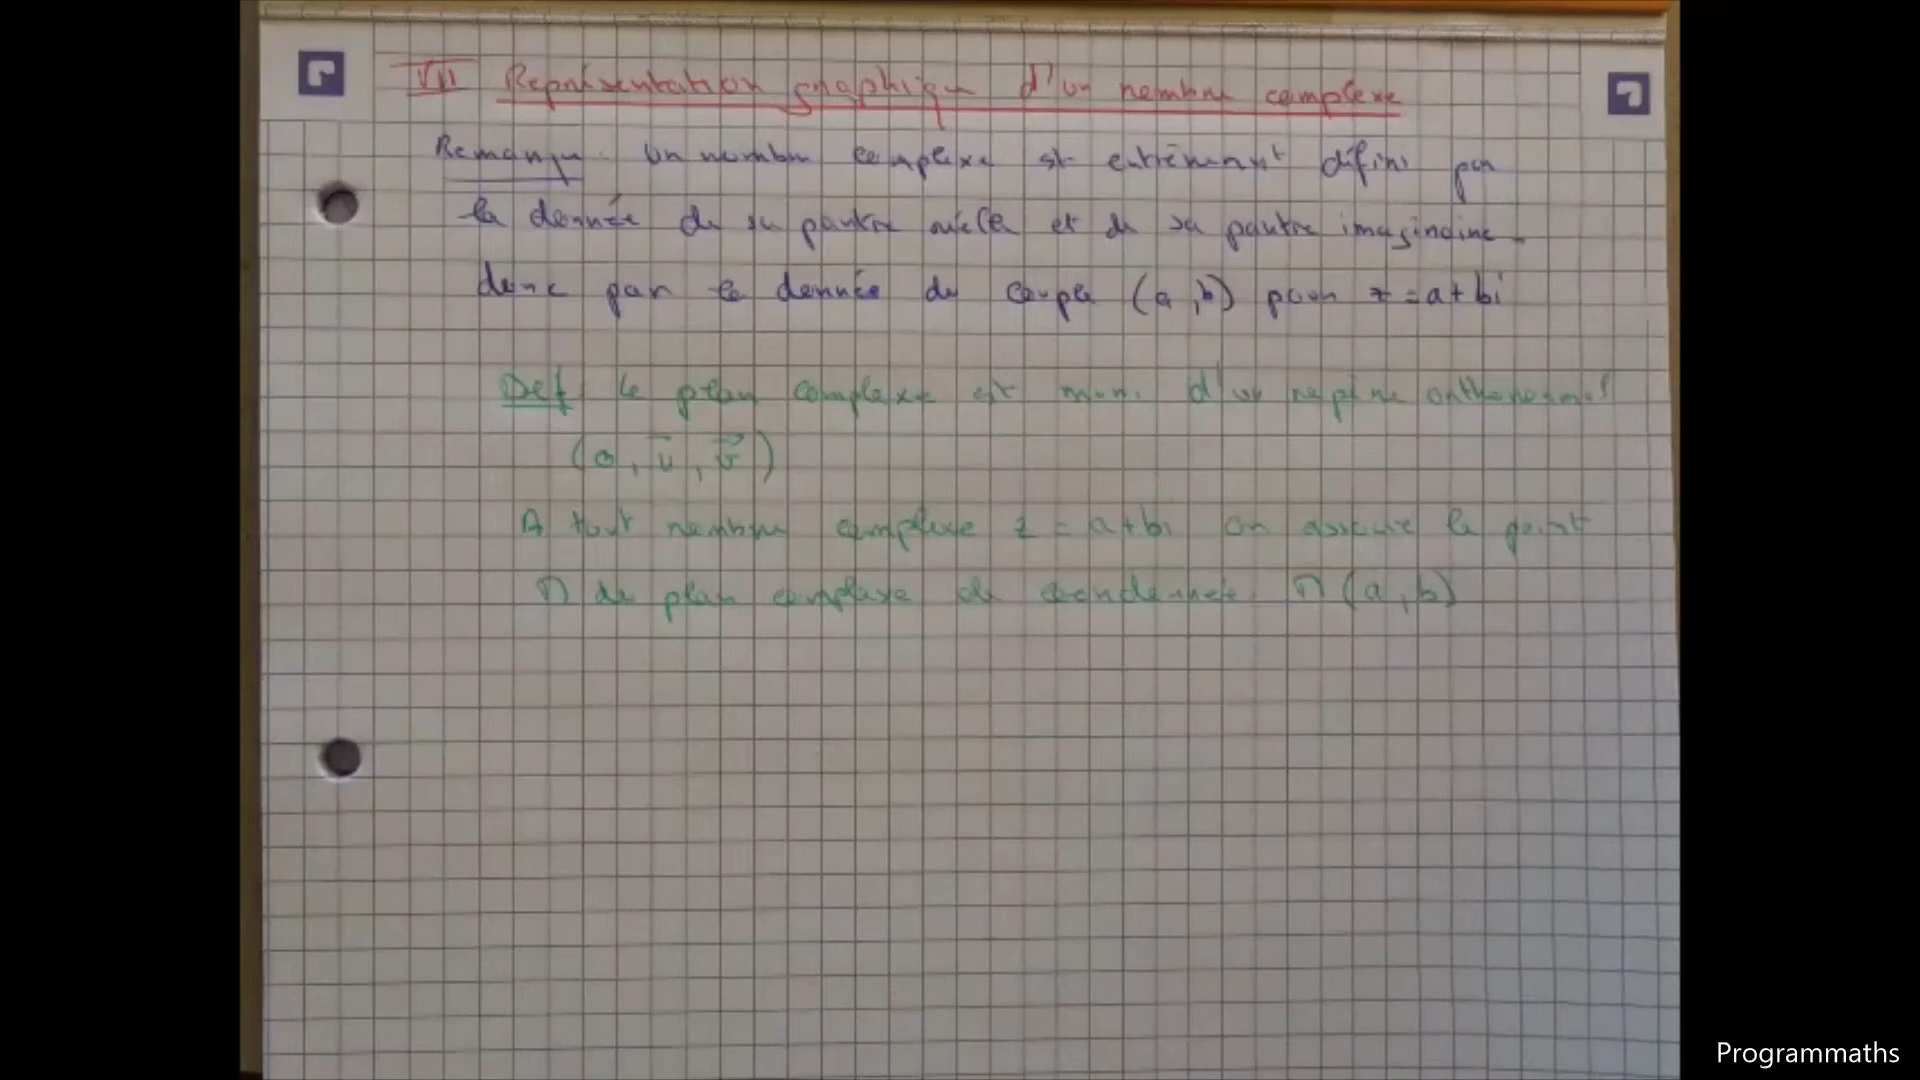 VII Représentation graphique d'un nombre complexe
Remarque : Un nombre complexe est entièrement défini par
la donnée de sa partie réelle et de sa partie imaginaire
donc par la donnée du couple (a, b) pour z = a + bi
Def Le plan complexe est muni d'un repère orthonormal
(O, u⃗, v⃗)
A tout nombre complexe z = a + bi on associe le point
M du plan complexe de coordonnée M (a, b)
Programmaths